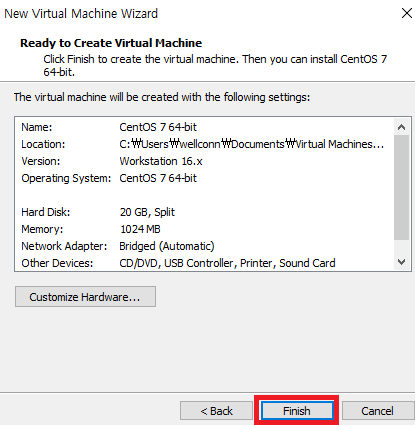 New Virtual Machine Wizard
Ready to Create Virtual Machine
Click Finish to create the virtual machine. Then you can install CentOS 7
64-bit.
The virtual machine will be created with the following settings:
Name: CentOS 7 64-bit
Location: C:₩Users₩wellconn₩Documents₩Virtual Machines...
Version: Workstation 16.x
Operating System: CentOS 7 64-bit
Hard Disk: 20 GB, Split
Memory: 1024 MB
Network Adapter: Bridged (Automatic)
Other Devices: CD/DVD, USB Controller, Printer, Sound Card
Customize Hardware...
< Back Finish Cancel